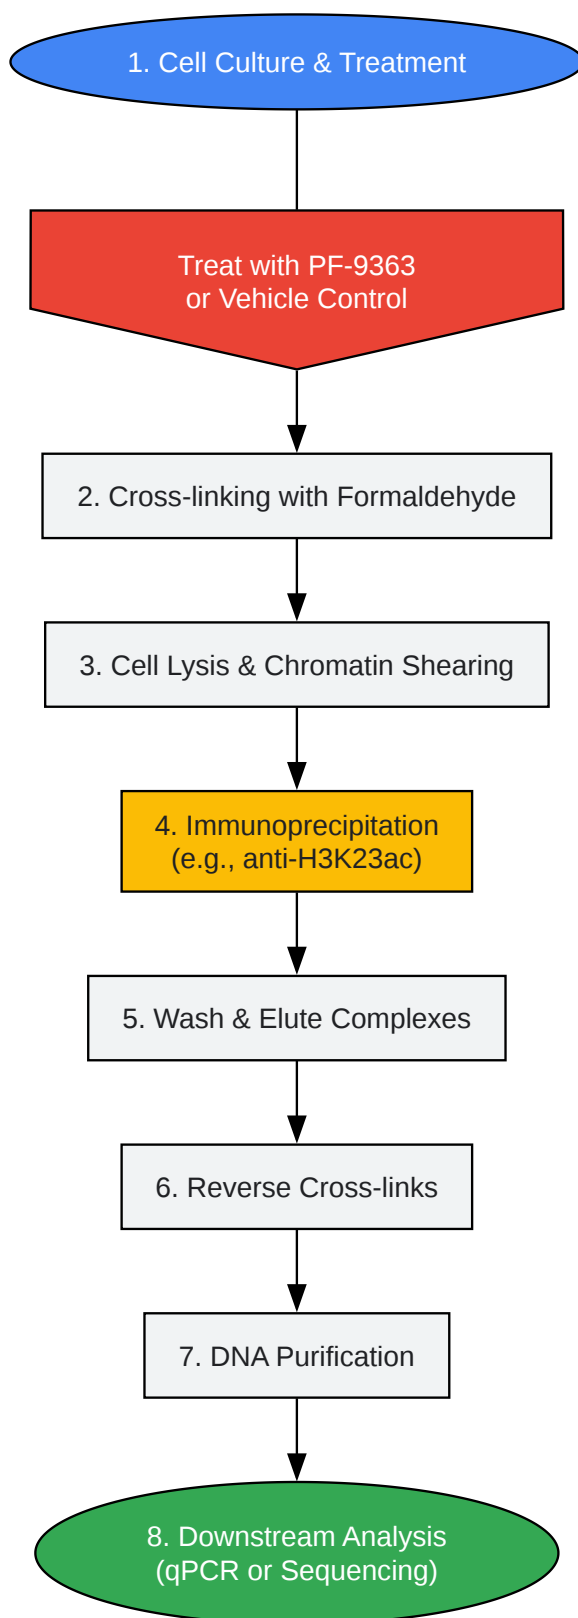 1. Cell Culture & Treatment
Treat with PF-9363
or Vehicle Control
2. Cross-linking with Formaldehyde
3. Cell Lysis & Chromatin Shearing
4. Immunoprecipitation
(e.g., anti-H3K23ac)
5. Wash & Elute Complexes
6. Reverse Cross-links
7. DNA Purification
8. Downstream Analysis
(qPCR or Sequencing)